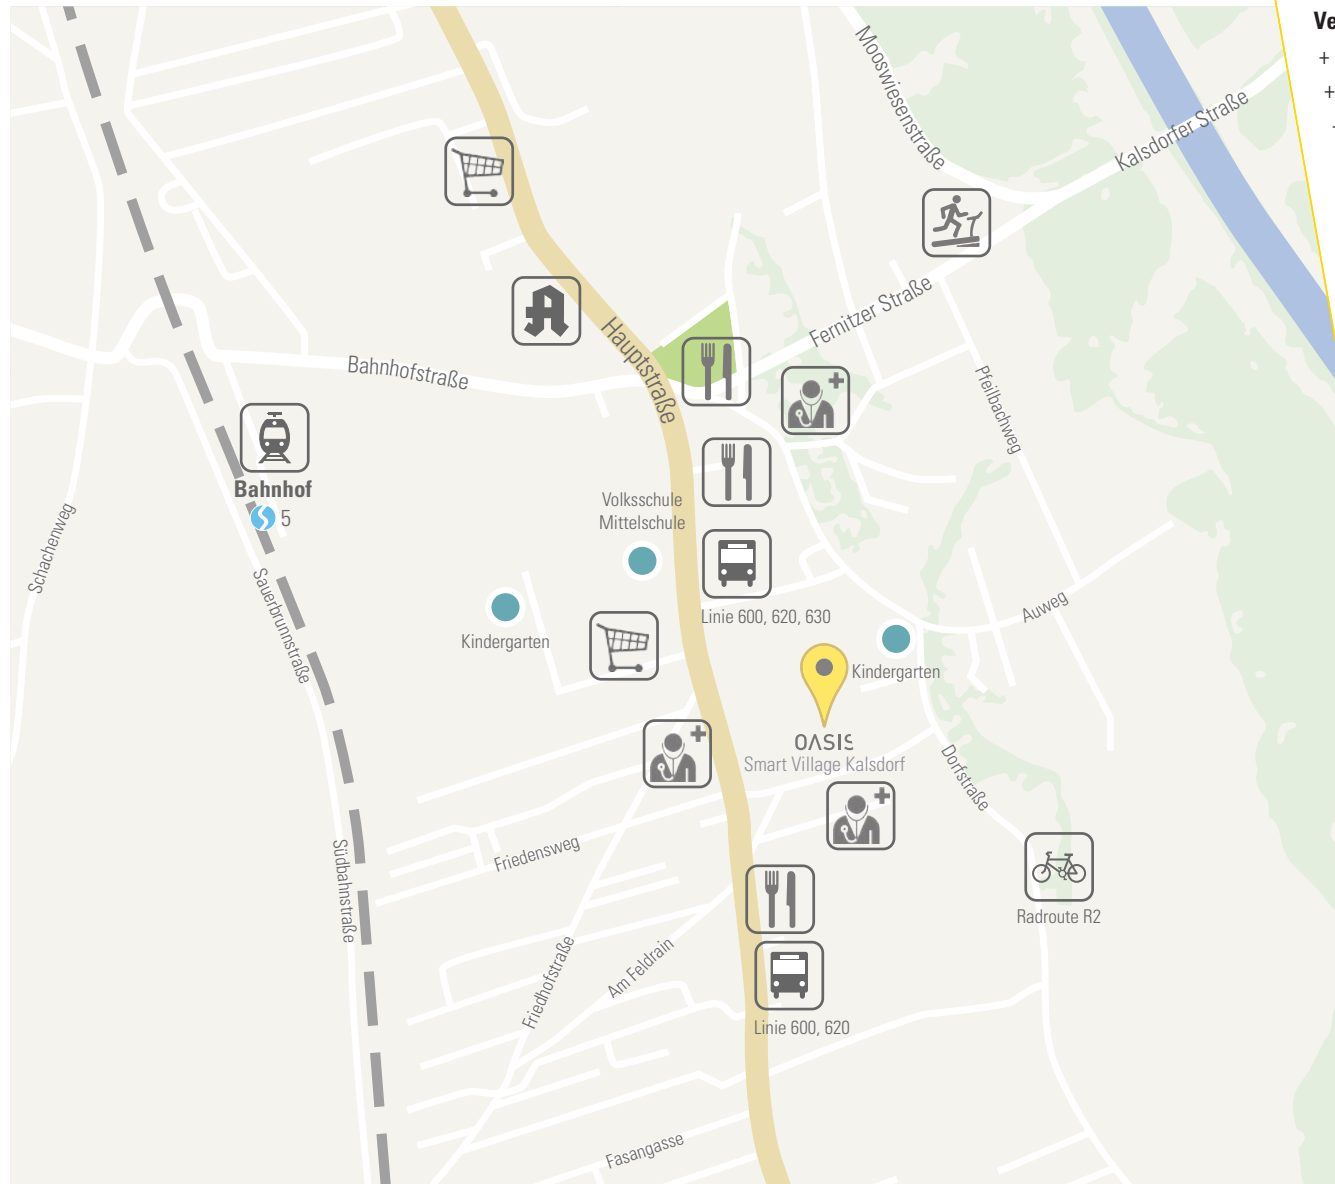 Ve
+
+
Mooswiesenstraße
Kalsdorfer Straße
Fernitzer Straße
Hauptstraße
Bahnhofstraße
Pfeilbachweg
Bahnhof
5
Volksschule
Mittelschule
Schachenweg
Sauerbrunnstraße
Linie 600, 620, 630
Auweg
Kindergarten
Kindergarten
OASIS
Smart Village Kalsdorf
Dorfstraße
Friedensweg
Südbahnstraße
Radroute R2
Friedhofstraße
Am Feldrain
Linie 600, 620
Fasangasse